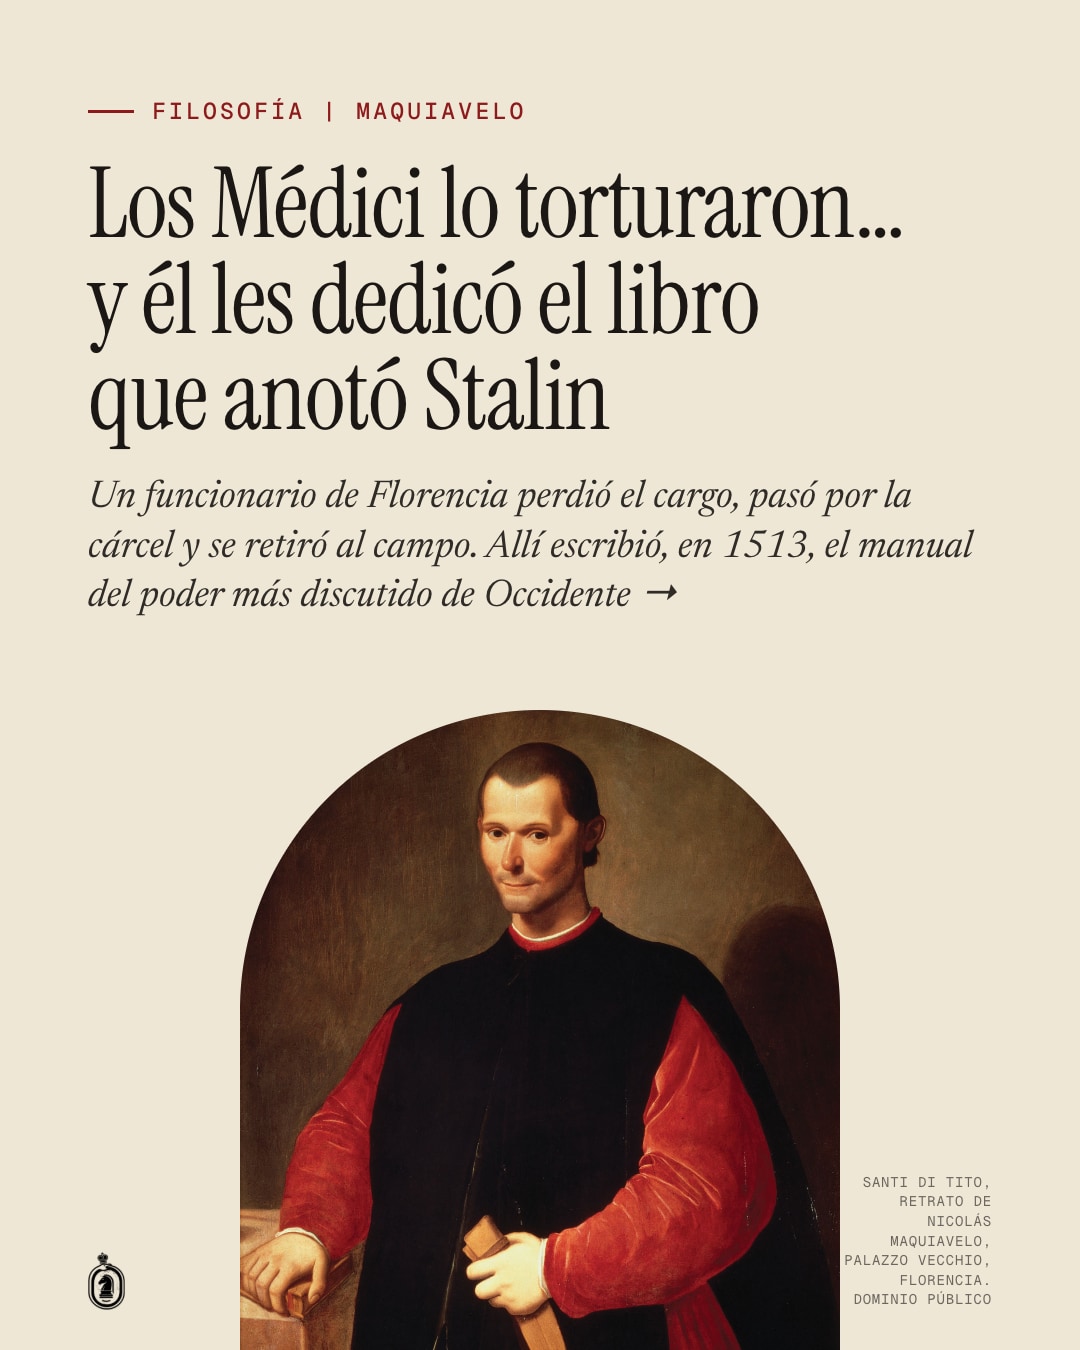 FILOSOFÍA | MAQUIAVELO
Los Médici lo torturaron...
y él les dedicó el libro
que anotó Stalin
Un funcionario de Florencia perdió el cargo, pasó por la
cárcel y se retiró al campo. Allí escribió, en 1513, el manual
del poder más discutido de Occidente →
SANTI DI TITO,
RETRATO DE
NICOLÁS
MAQUIAVELO,
PALAZZO VECCHIO,
FLORENCIA.
DOMINIO PÚBLICO